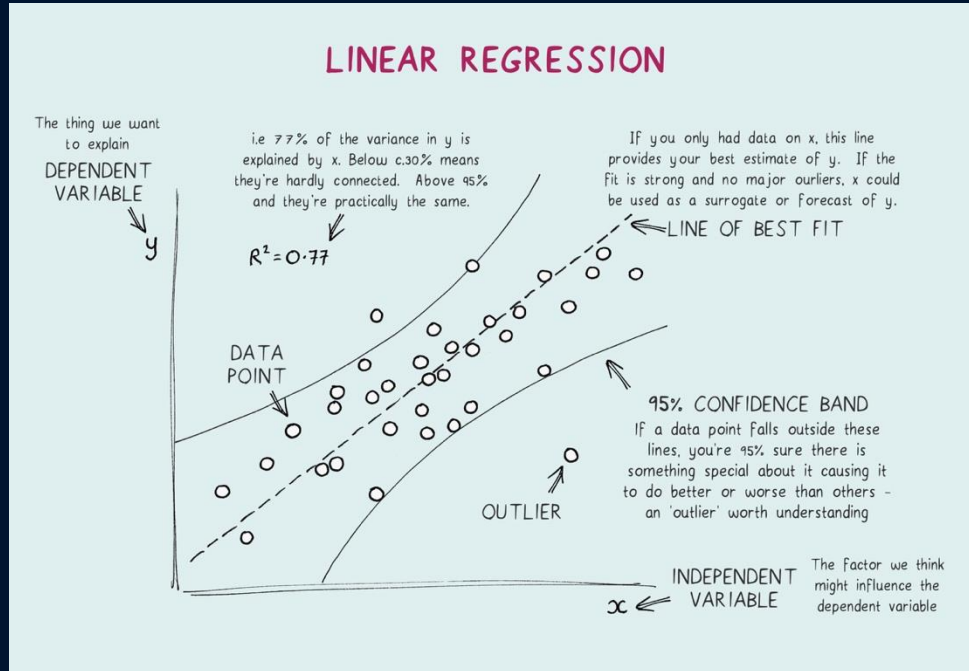 LINEAR REGRESSION
The thing we want
to explain
DEPENDENT
VARIABLE
y
i.e 77% of the variance in y is
explained by x. Below c.30% means
they're hardly connected. Above 95%
and they're practically the same.
R² = 0.77
If you only had data on x, this line
provides your best estimate of y. If the
fit is strong and no major ourliers, x could
be used as a surrogate or forecast of y.
LINE OF BEST FIT
DATA
POINT
95% CONFIDENCE BAND
If a data point falls outside these
lines, you're 95% sure there is
something special about it causing it
to do better or worse than others -
an 'outlier' worth understanding
OUTLIER
INDEPENDENT
VARIABLE
x
The factor we think
might influence the
dependent variable